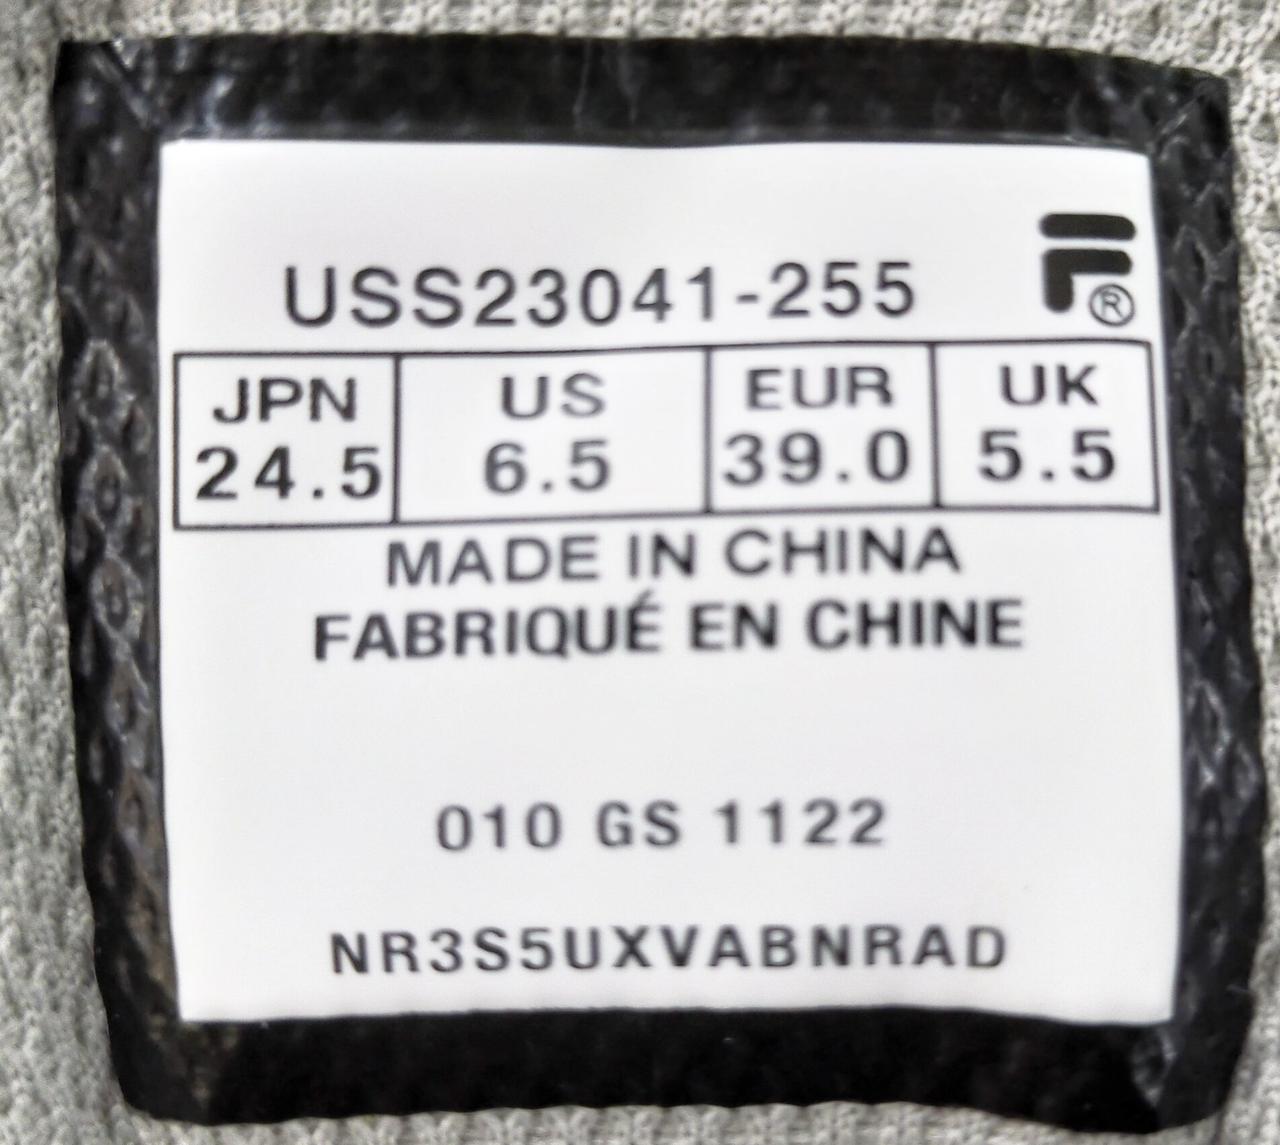 USS23041-255
F®
JPN US EUR UK
24.5 6.5 39.0 5.5
MADE IN CHINA
FABRIQUÉ EN CHINE
010 GS 1122
NR3S5UXVABNRAD